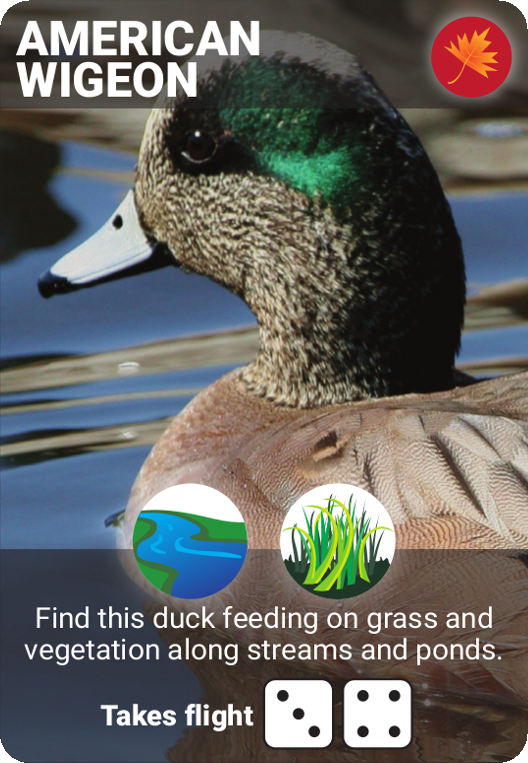 AMERICAN
WIGEON
Find this duck feeding on grass and
vegetation along streams and ponds.
Takes flight